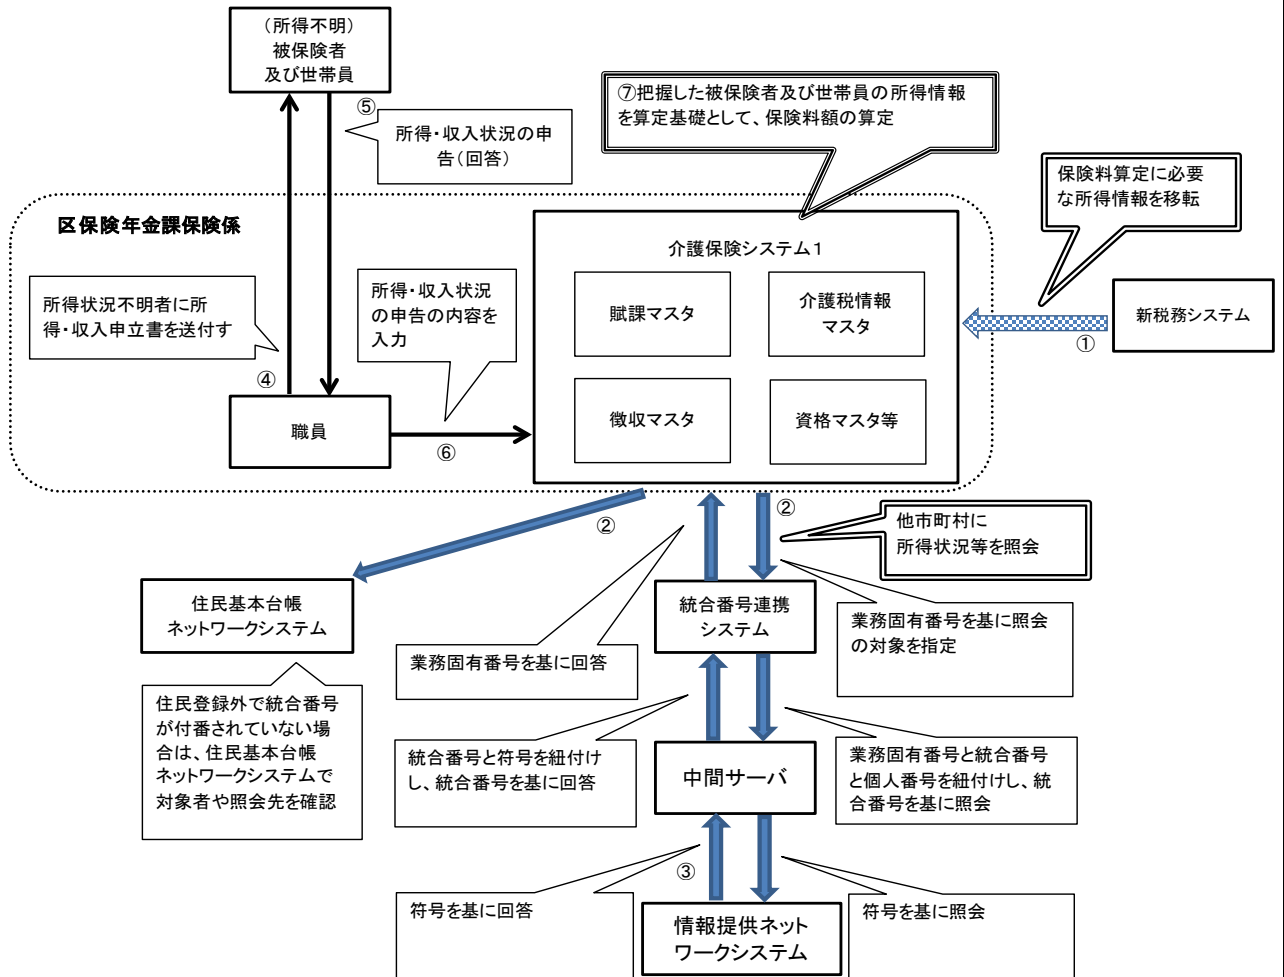 (所得不明)
被保険者
及び世帯員
⑤
所得・収入状況の申
告(回答)
⑦把握した被保険者及び世帯員の所得情報
を算定基礎として、保険料額の算定
保険料算定に必要
な所得情報を移転
区保険年金課保険係
介護保険システム1
賦課マスタ
介護税情報
マスタ
徴収マスタ
資格マスタ等
新税務システム
①
所得状況不明者に所
得・収入申立書を送付す
④
所得・収入状況
の申告の内容を
入力
職員
⑥
②
②
他市町村に
所得状況等を照会
住民基本台帳
ネットワークシステム
統合番号連携
システム
業務固有番号を基に回答
業務固有番号を基に照会
の対象を指定
住民登録外で統合番号
が付番されていない場
合は、住民基本台帳
ネットワークシステムで
対象者や照会先を確認
統合番号と符号を紐付け
し、統合番号を基に回答
中間サーバ
業務固有番号と統合番号
と個人番号を紐付けし、統
合番号を基に照会
③
符号を基に回答
情報提供ネット
ワークシステム
符号を基に照会